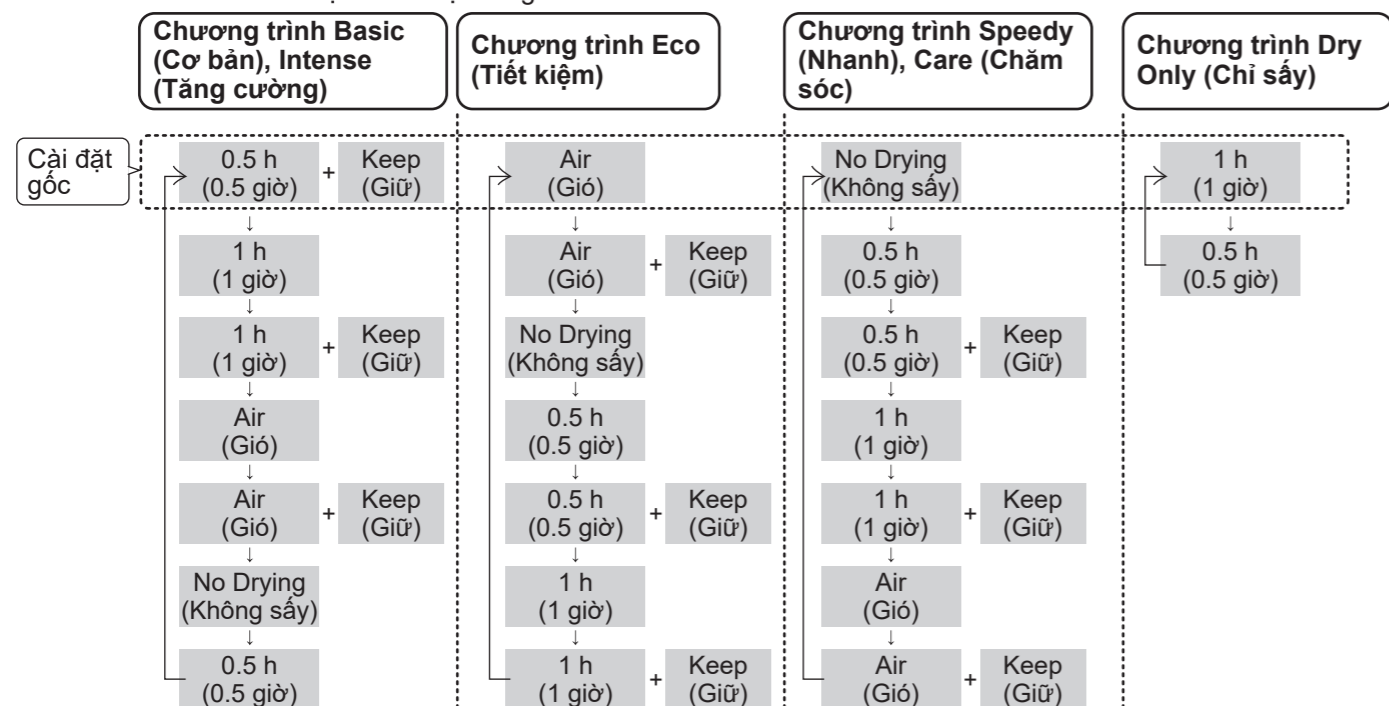 Chương trình Basic
(Cơ bản), Intense
(Tăng cường)
Chương trình Eco
(Tiết kiệm)
Chương trình Speedy
(Nhanh), Care (Chăm
sóc)
Chương trình Dry
Only (Chỉ sấy)
Cài đặt
gốc
0.5 h
(0.5 giờ)
+
Keep
(Giữ)
↓
1 h
(1 giờ)
↓
1 h
(1 giờ)
+
Keep
(Giữ)
↓
Air
(Gió)
↓
Air
(Gió)
+
Keep
(Giữ)
↓
No Drying
(Không sấy)
↓
0.5 h
(0.5 giờ)
Air
(Gió)
↓
Air
(Gió)
+
Keep
(Giữ)
↓
No Drying
(Không sấy)
↓
0.5 h
(0.5 giờ)
↓
0.5 h
(0.5 giờ)
+
Keep
(Giữ)
↓
1 h
(1 giờ)
↓
1 h
(1 giờ)
+
Keep
(Giữ)
No Drying
(Không sấy)
↓
0.5 h
(0.5 giờ)
↓
0.5 h
(0.5 giờ)
+
Keep
(Giữ)
↓
1 h
(1 giờ)
↓
1 h
(1 giờ)
+
Keep
(Giữ)
↓
Air
(Gió)
↓
Air
(Gió)
+
Keep
(Giữ)
1 h
(1 giờ)
↓
0.5 h
(0.5 giờ)